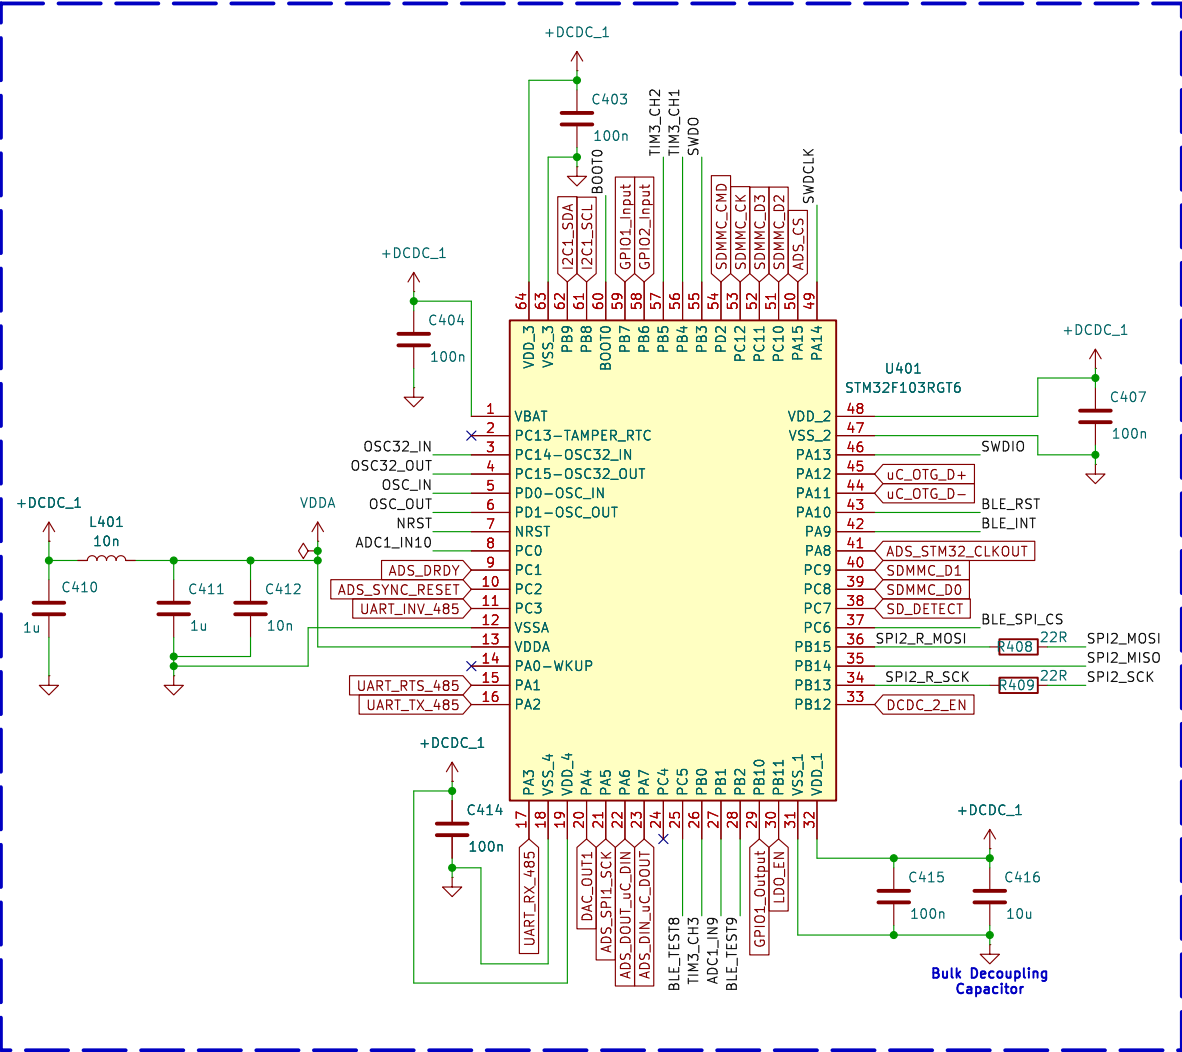 +DCDC_1
C403
100n
BOOT0
TIM3_CH2
TIM3_CH1
SWDO
SWDCLK
I2C1_SDA
I2C1_SCL
GPIO1_Input
GPIO2_Input
SDMMC_CMD
SDMMC_CK
SDMMC_D3
SDMMC_D2
ADS_CS
+DCDC_1
C404
100n
64
63
62
61
60
59
58
57
56
55
54
53
52
51
50
49
VDD_3
VSS_3
PB9
PB8
BOOT0
PB7
PB6
PB5
PB4
PB3
PD2
PC12
PC11
PC10
PA15
PA14
U401
STM32F103RGT6
+DCDC_1
C407
100n
1 VBAT
2 PC13-TAMPER_RTC
OSC32_IN 3 PC14-OSC32_IN
OSC32_OUT 4 PC15-OSC32_OUT
OSC_IN 5 PD0-OSC_IN
OSC_OUT 6 PD1-OSC_OUT
NRST 7 NRST
ADC1_IN10 8 PC0
ADS_DRDY 9 PC1
ADS_SYNC_RESET 10 PC2
UART_INV_485 11 PC3
12 VSSA
13 VDDA
14 PA0-WKUP
UART_RTS_485 15 PA1
UART_TX_485 16 PA2
VDD_2 48
VSS_2 47
PA13 46 SWDIO
PA12 45 uC_OTG_D+
PA11 44 uC_OTG_D-
PA10 43 BLE_RST
PA9 42 BLE_INT
PA8 41 ADS_STM32_CLKOUT
PC9 40 SDMMC_D1
PC8 39 SDMMC_D0
PC7 38 SD_DETECT
PC6 37 BLE_SPI_CS
PB15 36 SPI2_R_MOSI R408 22R SPI2_MOSI
PB14 35 SPI2_MISO
PB13 34 SPI2_R_SCK R409 22R SPI2_SCK
PB12 33 DCDC_2_EN
+DCDC_1
L401
10n
VDDA
C410
1u
C411
1u
C412
10n
+DCDC_1
C414
100n
PA3
VSS_4
VDD_4
PA4
PA5
PA6
PA7
PC4
PC5
PB0
PB1
PB2
PB10
PB11
VSS_1
VDD_1
17
18
19
20
21
22
23
24
25
26
27
28
29
30
31
32
UART_RX_485
DAC_OUT1
ADS_SPI1_SCK
ADS_DOUT_uC_DIN
ADS_DIN_uC_DOUT
BLE_TEST8
TIM3_CH3
ADC1_IN9
BLE_TEST9
GPIO1_Output
LDO_EN
+DCDC_1
C415
100n
C416
10u
Bulk Decoupling
Capacitor